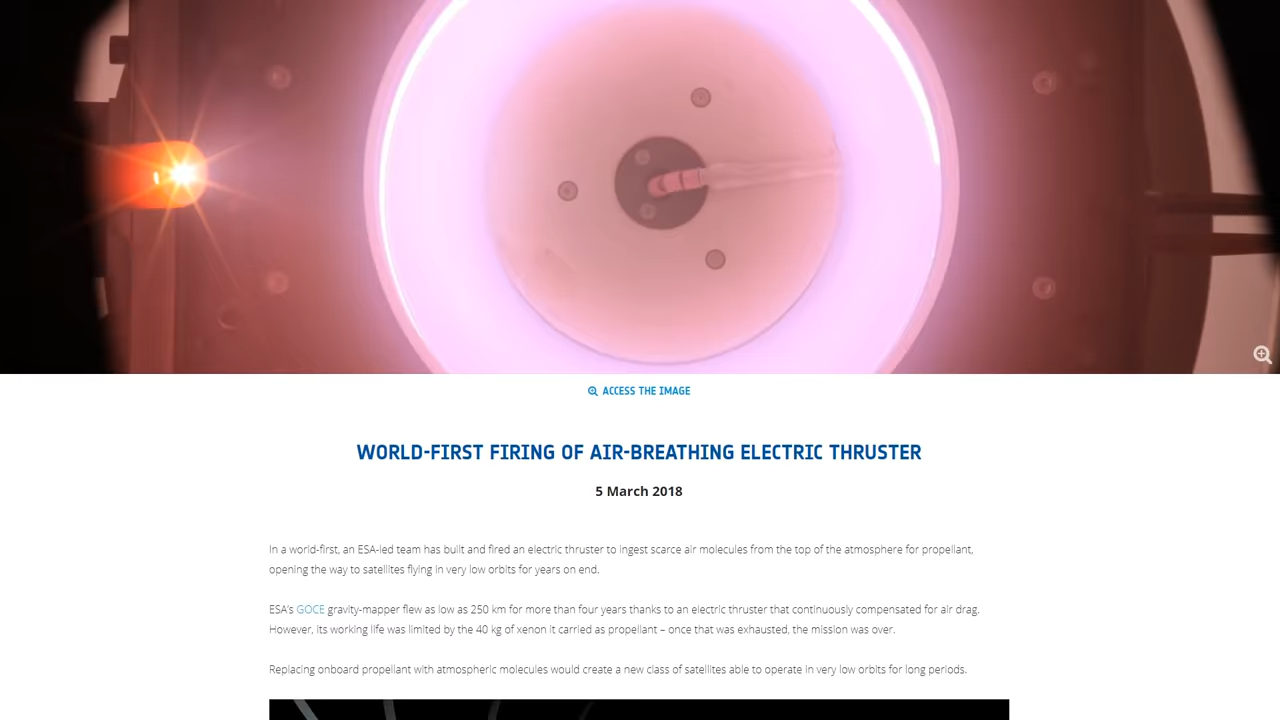 ACCESS THE IMAGE
WORLD-FIRST FIRING OF AIR-BREATHING ELECTRIC THRUSTER
5 March 2018
In a world-first, an ESA-led team has built and fired an electric thruster to ingest scarce air molecules from the top of the atmosphere for propellant,
opening the way to satellites flying in very low orbits for years on end.
ESA's GOCE gravity-mapper flew as low as 250 km for more than four years thanks to an electric thruster that continuously compensated for air drag.
However, its working life was limited by the 40 kg of xenon it carried as propellant – once that was exhausted, the mission was over.
Replacing onboard propellant with atmospheric molecules would create a new class of satellites able to operate in very low orbits for long periods.